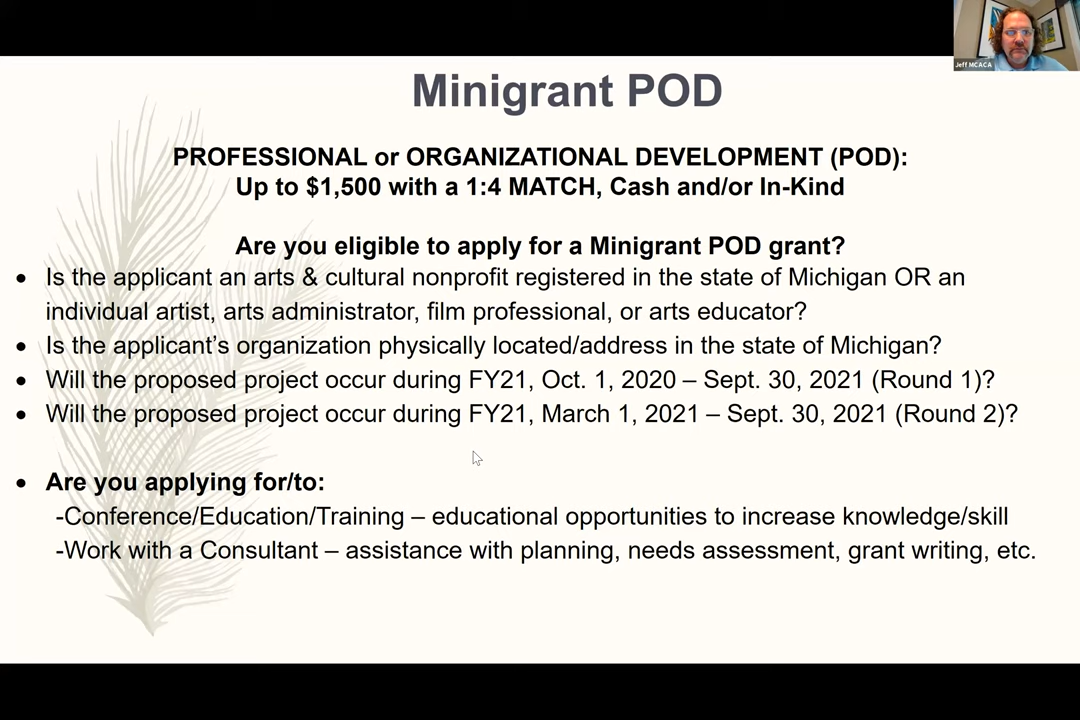 Jeff MCACA
Minigrant POD
PROFESSIONAL or ORGANIZATIONAL DEVELOPMENT (POD):
Up to $1,500 with a 1:4 MATCH, Cash and/or In-Kind
Are you eligible to apply for a Minigrant POD grant?
• Is the applicant an arts & cultural nonprofit registered in the state of Michigan OR an
individual artist, arts administrator, film professional, or arts educator?
• Is the applicant’s organization physically located/address in the state of Michigan?
• Will the proposed project occur during FY21, Oct. 1, 2020 – Sept. 30, 2021 (Round 1)?
• Will the proposed project occur during FY21, March 1, 2021 – Sept. 30, 2021 (Round 2)?
• Are you applying for/to:
-Conference/Education/Training – educational opportunities to increase knowledge/skill
-Work with a Consultant – assistance with planning, needs assessment, grant writing, etc.